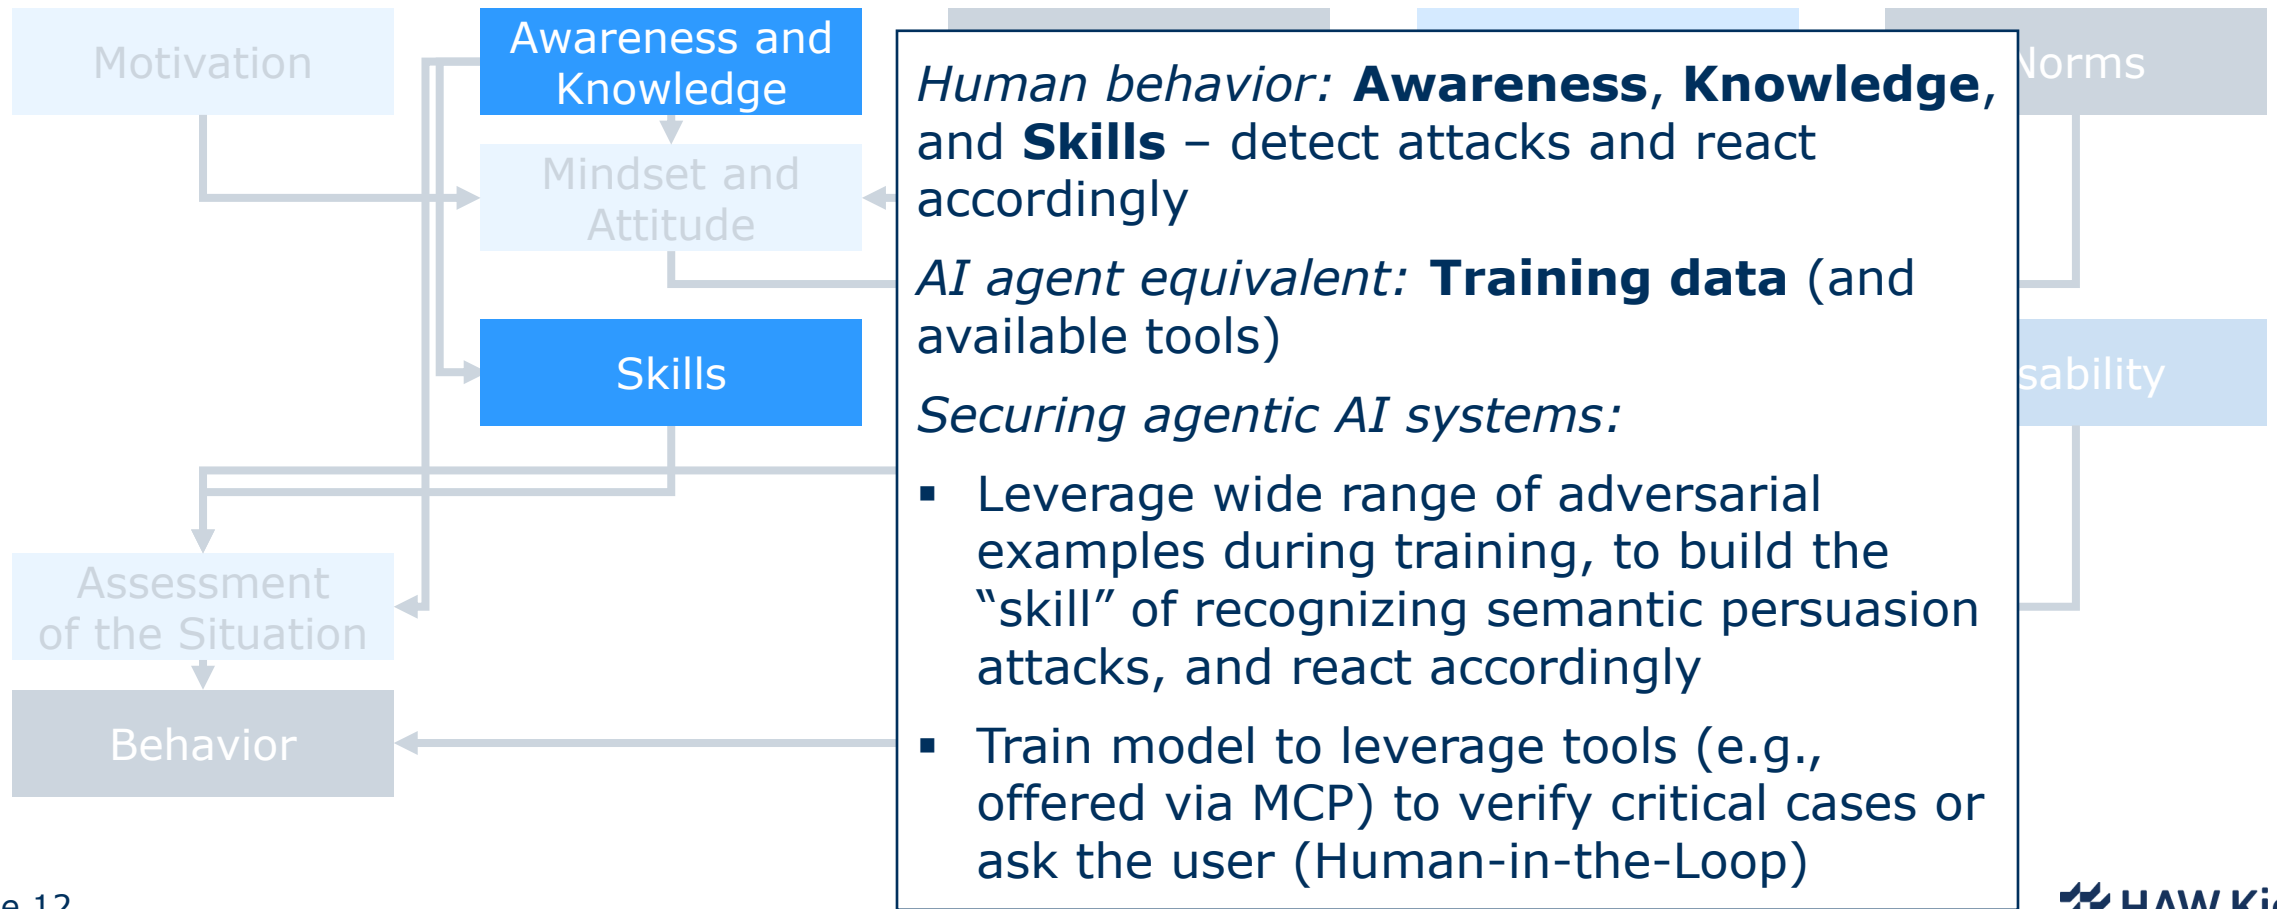 Motivation
Awareness and
Knowledge
Mindset and
Attitude
Skills
Assessment
of the Situation
Behavior
Human behavior: Awareness, Knowledge,
and Skills – detect attacks and react
accordingly
AI agent equivalent: Training data (and
available tools)
Securing agentic AI systems:
▪ Leverage wide range of adversarial
examples during training, to build the
“skill” of recognizing semantic persuasion
attacks, and react accordingly
▪ Train model to leverage tools (e.g.,
offered via MCP) to verify critical cases or
ask the user (Human-in-the-Loop)
Norms
sability
e 12
HAW Kie